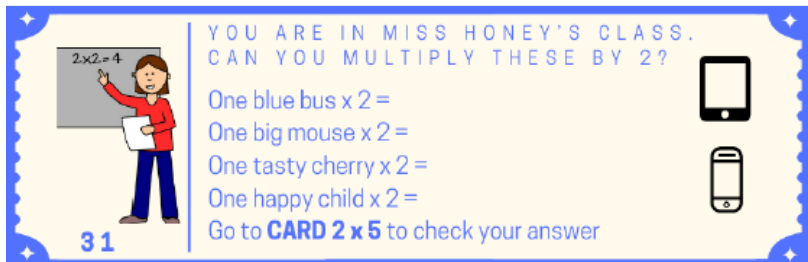 YOU ARE IN MISS HONEY'S CLASS.
CAN YOU MULTIPLY THESE BY 2?
2x2=4
One blue bus x 2 =
One big mouse x 2 =
One tasty cherry x 2 =
One happy child x 2 =
Go to CARD 2 x 5 to check your answer
31